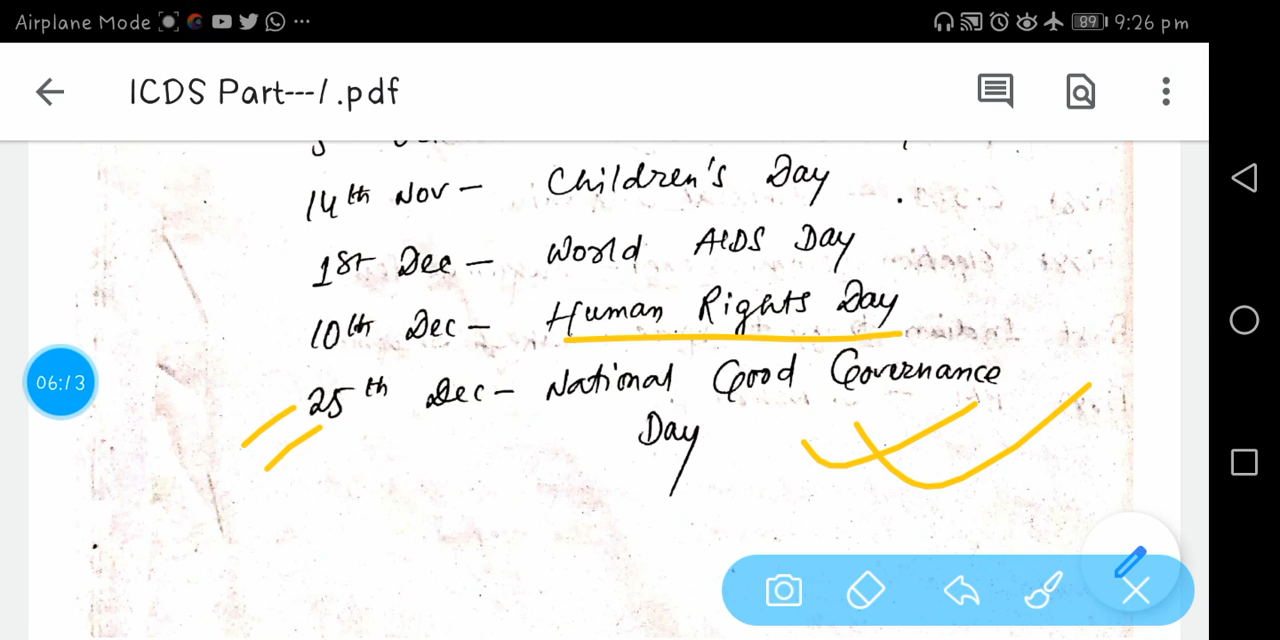 Airplane Mode ...
89 9:26 pm
ICDS Part---1 .pdf
14th Nov - Children's Day
1st Dec - World AIDS Day
10th Dec - Human Rights Day
06:13
25th Dec - National Good Governance
Day